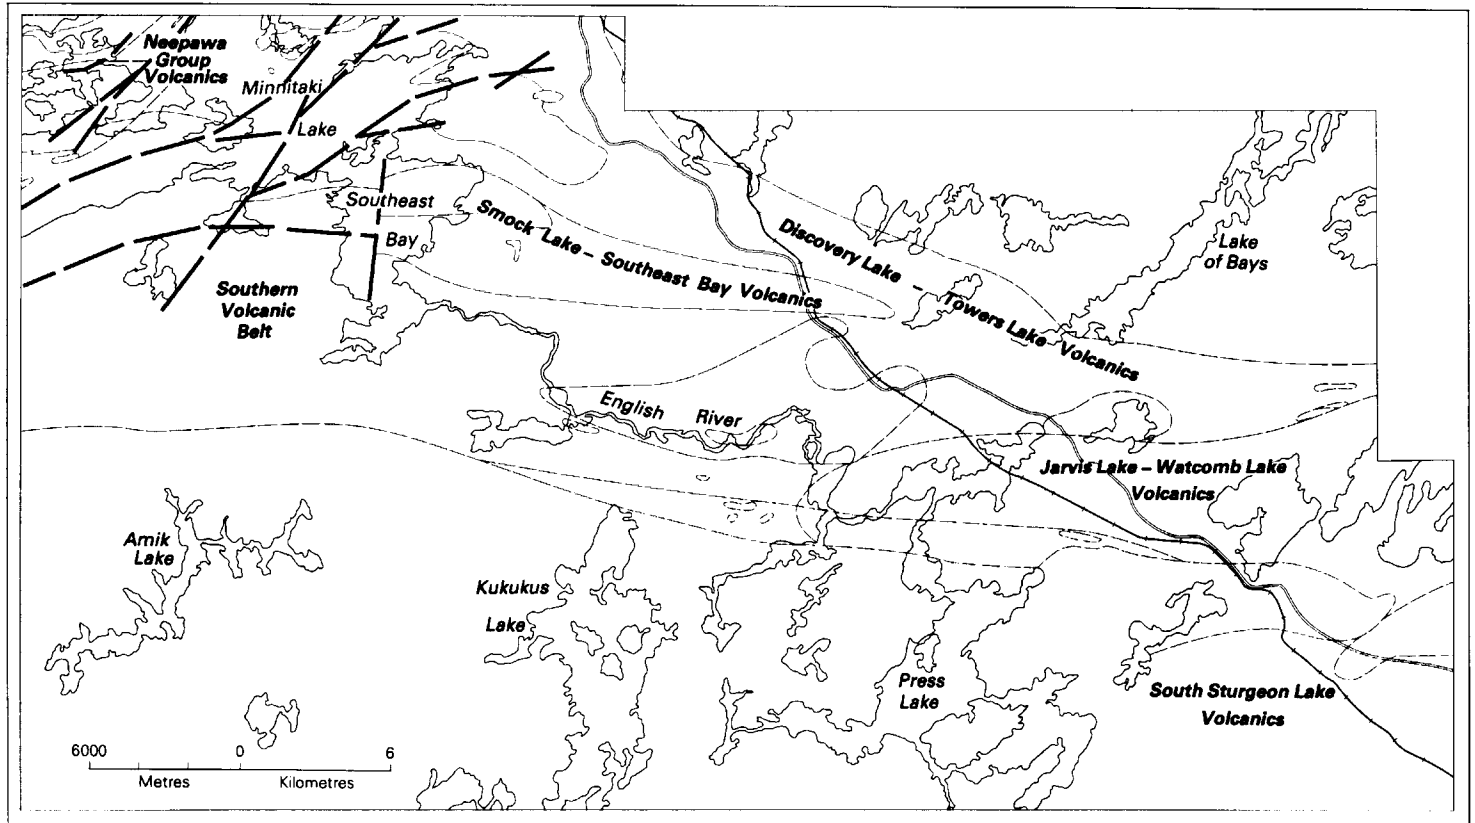 Neepawa
Group
Volcanics
Minnitaki
Lake
Southeast
Bay
Smock Lake – Southeast Bay Volcanics
Discovery Lake – Towers Lake Volcanics
Lake
of Bays
Southern
Volcanic
Belt
English River
Jarvis Lake – Watcomb Lake
Volcanics
Amik
Lake
Kukukus
Lake
Press
Lake
South Sturgeon Lake
Volcanics
6000 0 6
Metres Kilometres